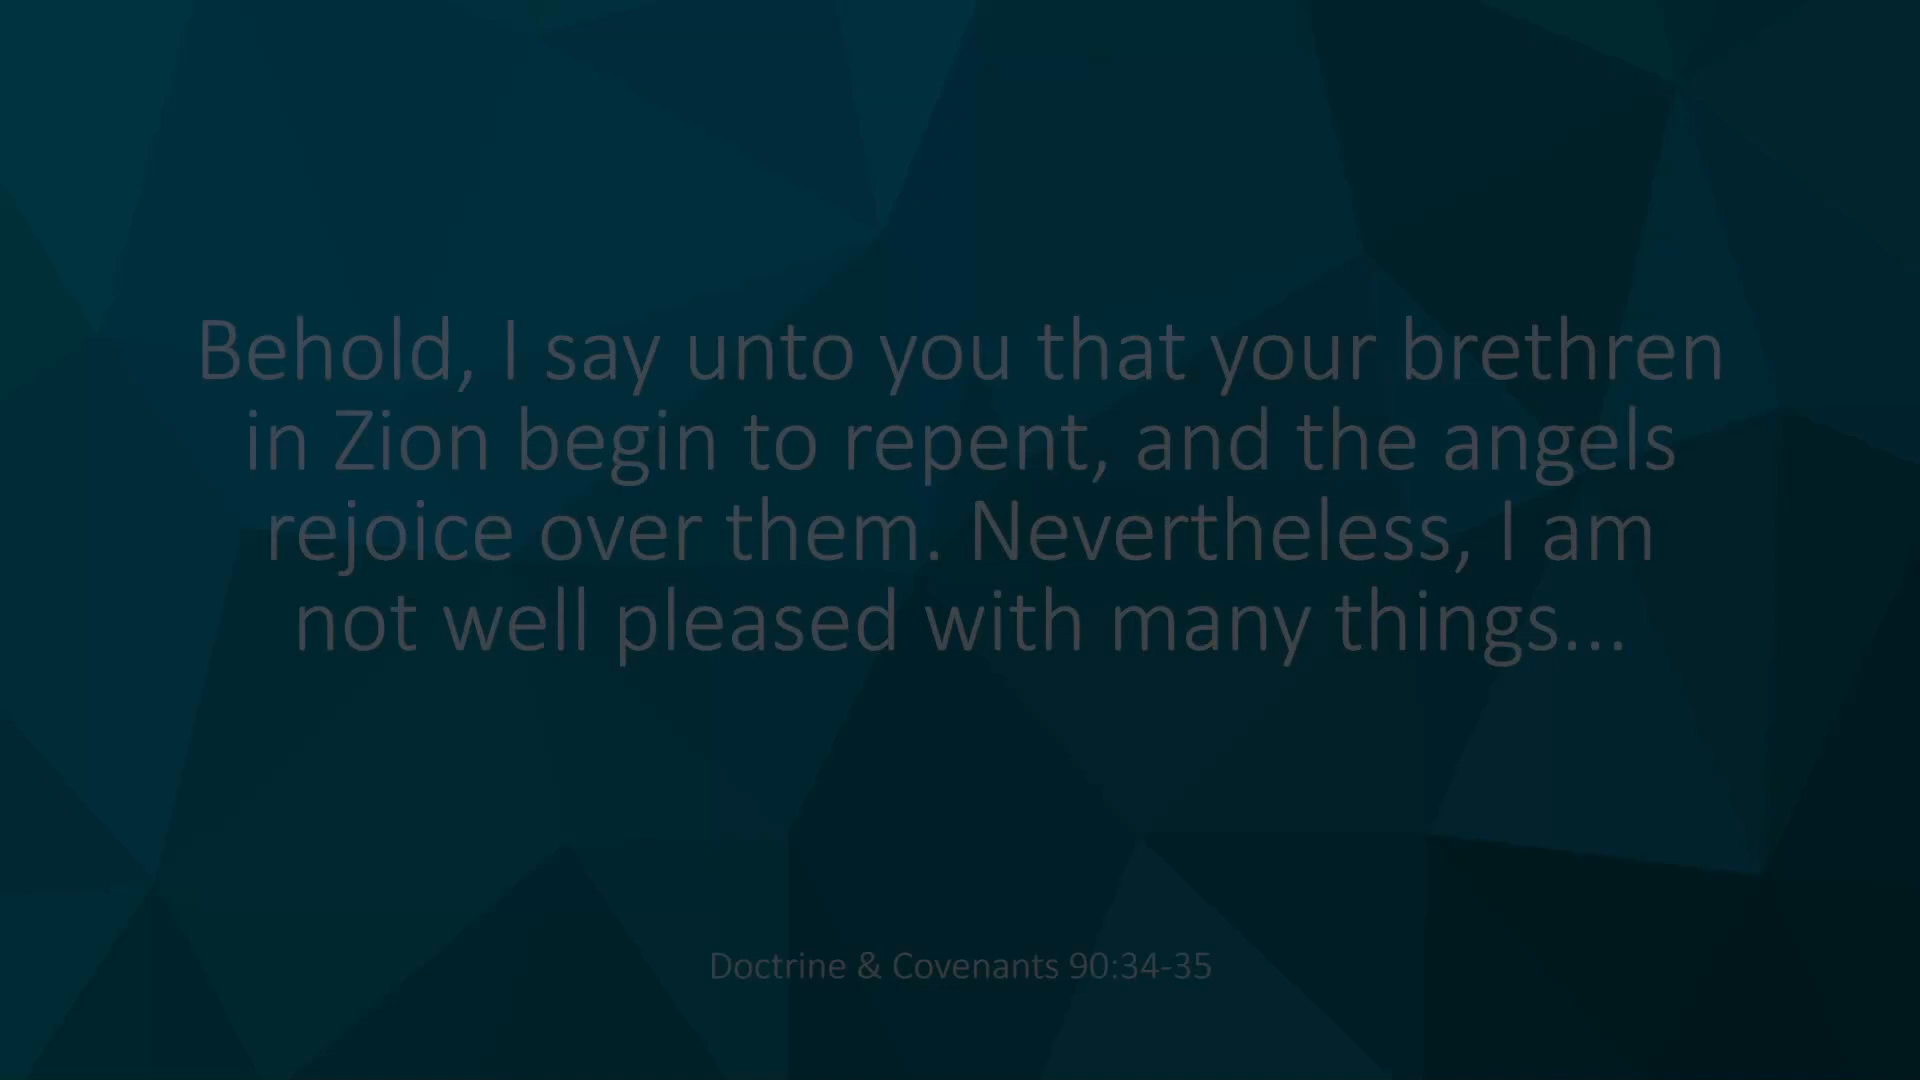 Behold, I say unto you that your brethren
in Zion begin to repent, and the angels
rejoice over them. Nevertheless, I am
not well pleased with many things...
Doctrine & Covenants 90:34-35